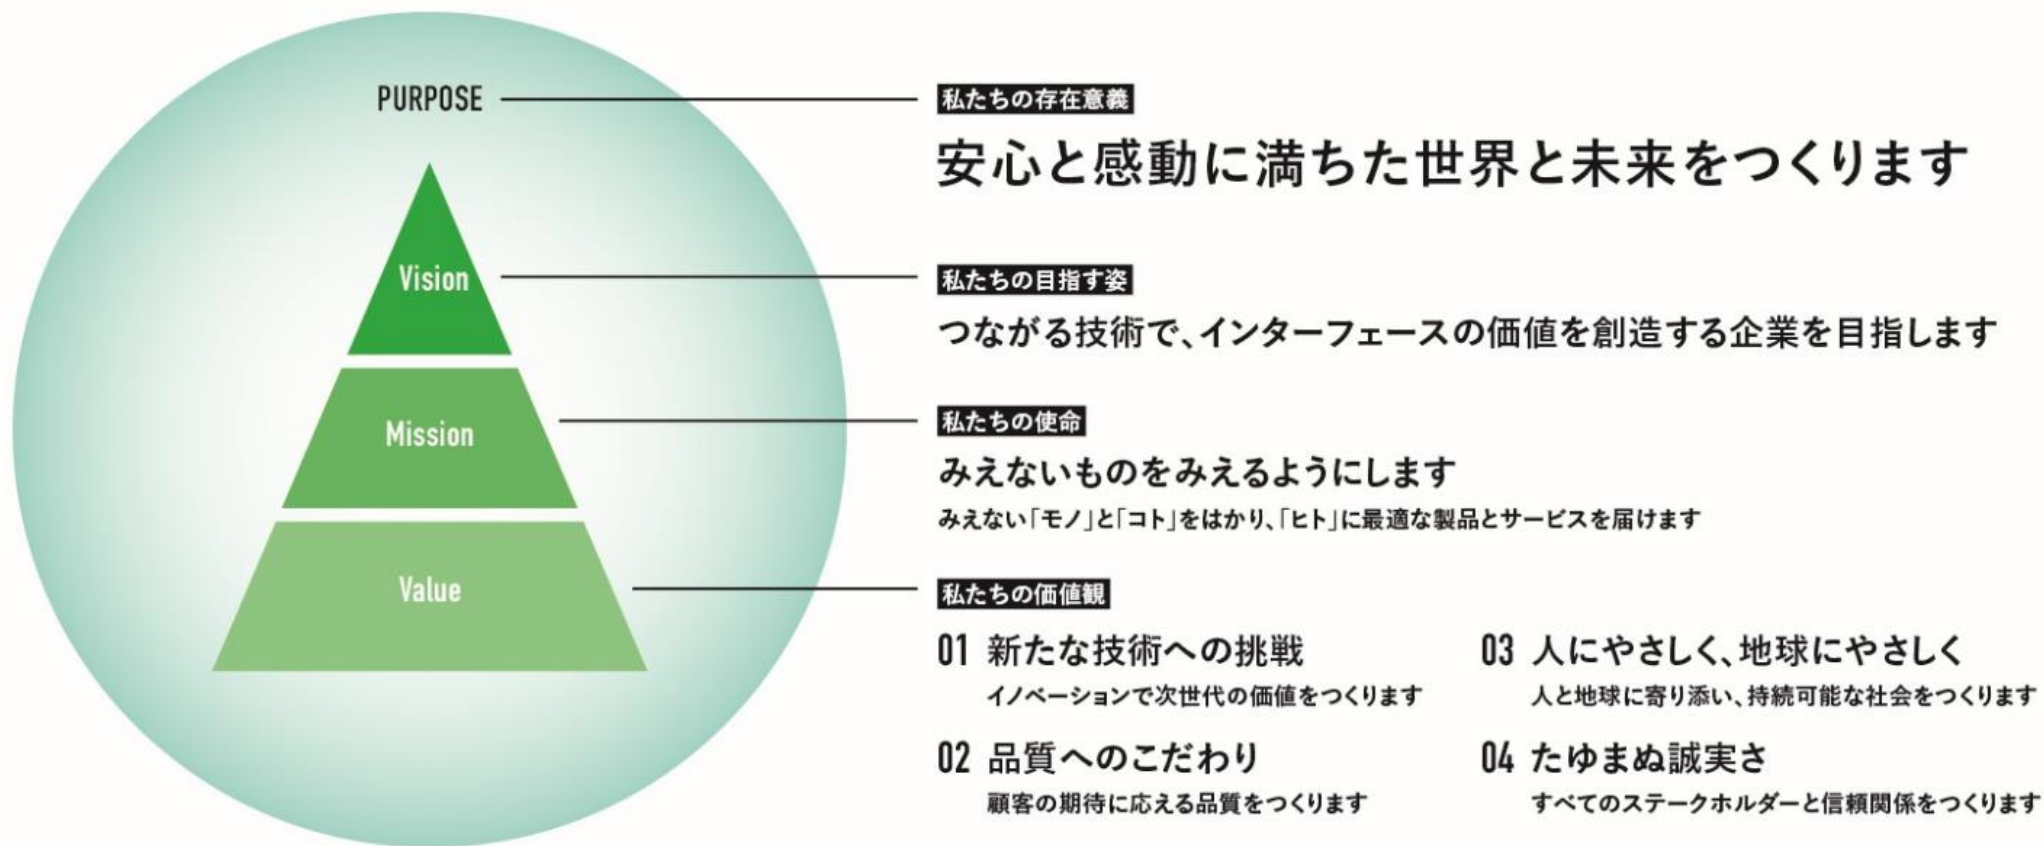 PURPOSE
私たちの存在意義
安心と感動に満ちた世界と未来をつくります
Vision
私たちの目指す姿
つながる技術で、インターフェースの価値を創造する企業を目指します
Mission
私たちの使命
みえないものをみえるようにします
みえない「モノ」と「コト」をはかり、「ヒト」に最適な製品とサービスを届けます
Value
私たちの価値観
01 新たな技術への挑戦
イノベーションで次世代の価値をつくります
02 品質へのこだわり
顧客の期待に応える品質をつくります
03 人にやさしく、地球にやさしく
人と地球に寄り添い、持続可能な社会をつくります
04 たゆまぬ誠実さ
すべてのステークホルダーと信頼関係をつくります